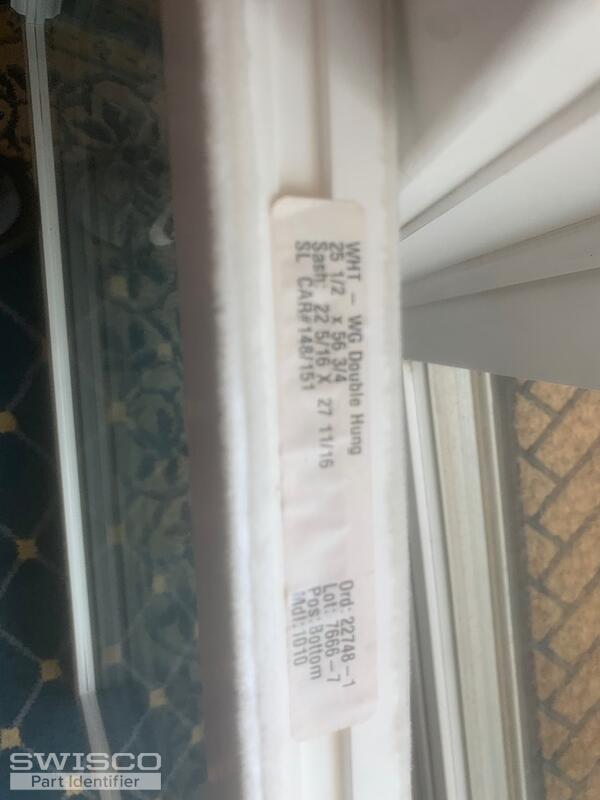 WHT - WG Double Hung
25 1/2 x 56 3/4
Sash: 22 5/16 X 27 11/16
SL CAR#148/151
Ord: 22748-1
Lot: 7666-7
Pos: Bottom
Mdl: 1010
SWISCO
Part Identifier